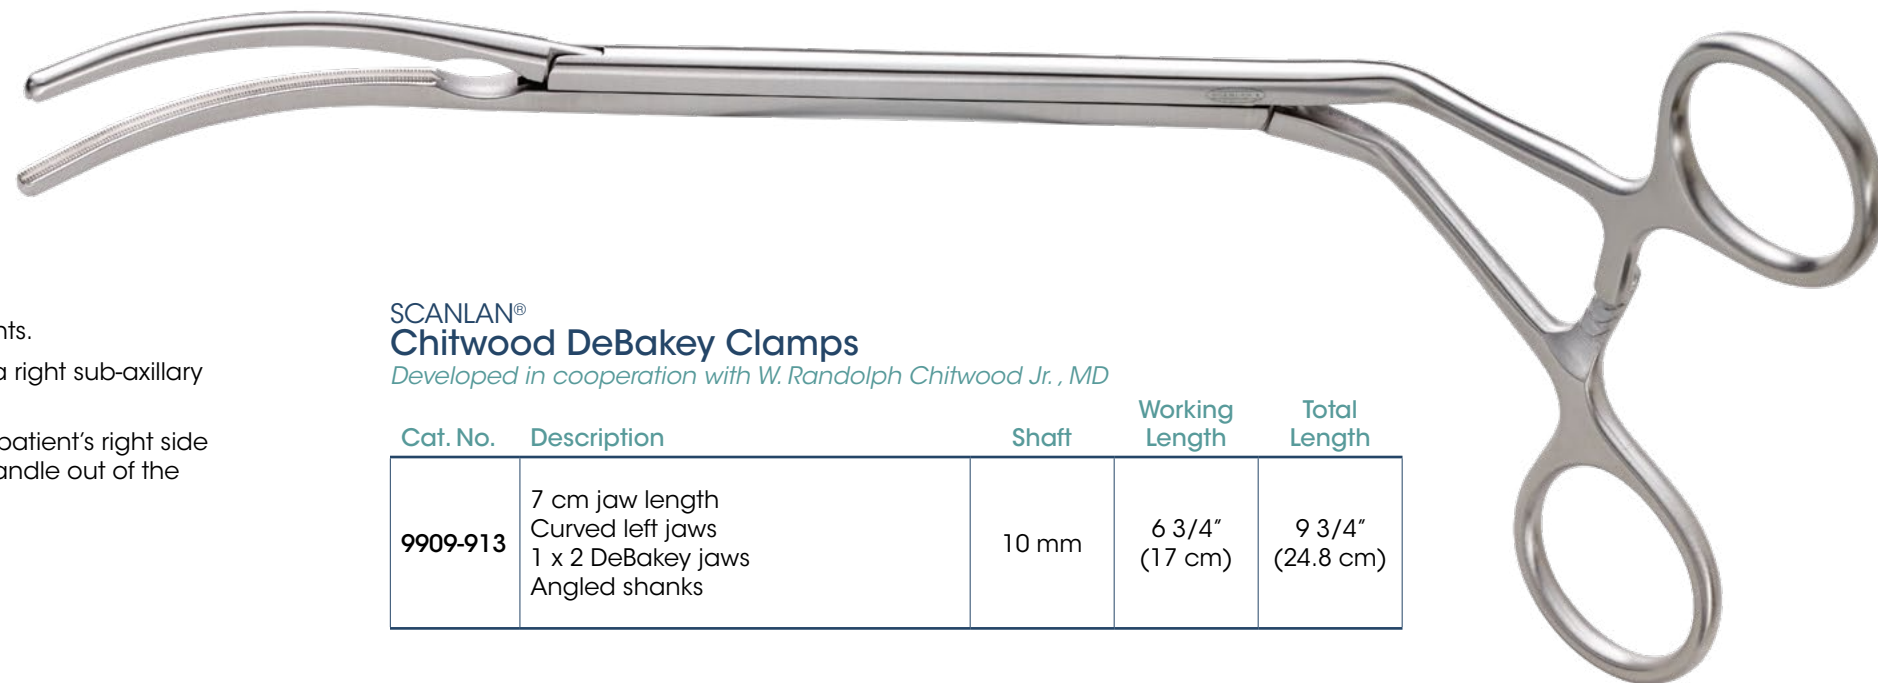 nts.
a right sub-axillary
patient's right side
andle out of the
SCANLAN®
Chitwood DeBakey Clamps
Developed in cooperation with W. Randolph Chitwood Jr. , MD
Cat. No. Description Shaft Working Length Total Length
9909-913
7 cm jaw length
Curved left jaws
1 x 2 DeBakey jaws
Angled shanks
10 mm
6 3/4"
(17 cm)
9 3/4"
(24.8 cm)